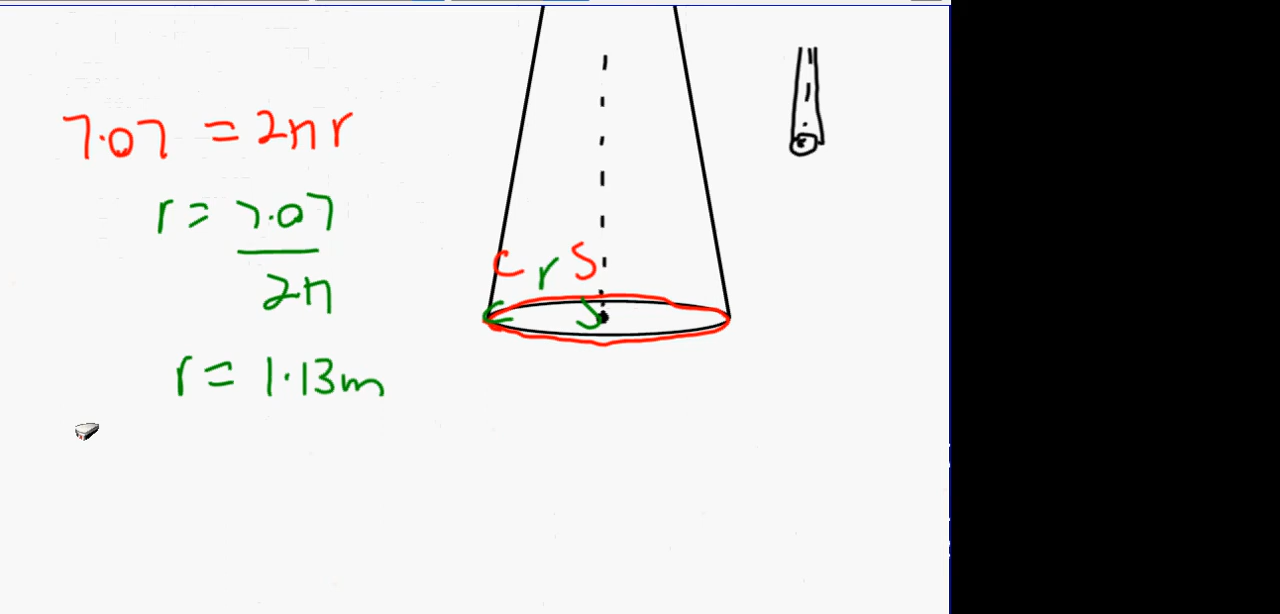 7.07 = 2πr
r = 7.07
2π
r = 1.13m
C r S